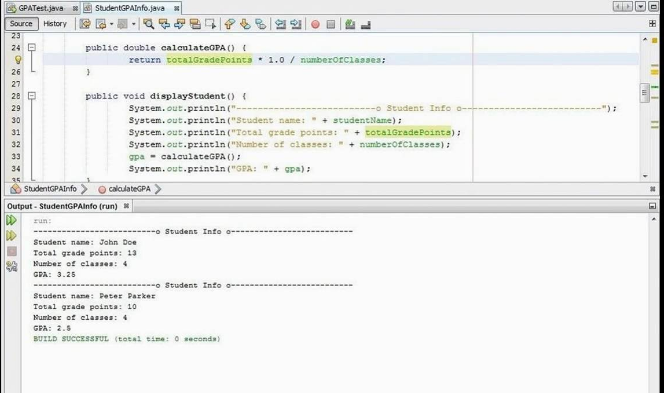 GPATest.java StudentGPAInfo.java
Source History
23
24 public double calculateGPA() {
return totalGradePoints * 1.0 / numberOfClasses;
26 }
27
28 public void displayStudent() {
29 System.out.println("------------------------o Student Info o------------------------");
30 System.out.println("Student name: " + studentName);
31 System.out.println("Total grade points: " + totalGradePoints);
32 System.out.println("Number of classes: " + numberOfClasses);
33 gpa = calculateGPA();
34 System.out.println("GPA: " + gpa);
35 }
StudentGPAInfo calculateGPA
Output - StudentGPAInfo (run)
run:
------------------------o Student Info o------------------------
Student name: John Doe
Total grade points: 13
Number of classes: 4
GPA: 3.25
------------------------o Student Info o------------------------
Student name: Peter Parker
Total grade points: 10
Number of classes: 4
GPA: 2.5
BUILD SUCCESSFUL (total time: 0 seconds)